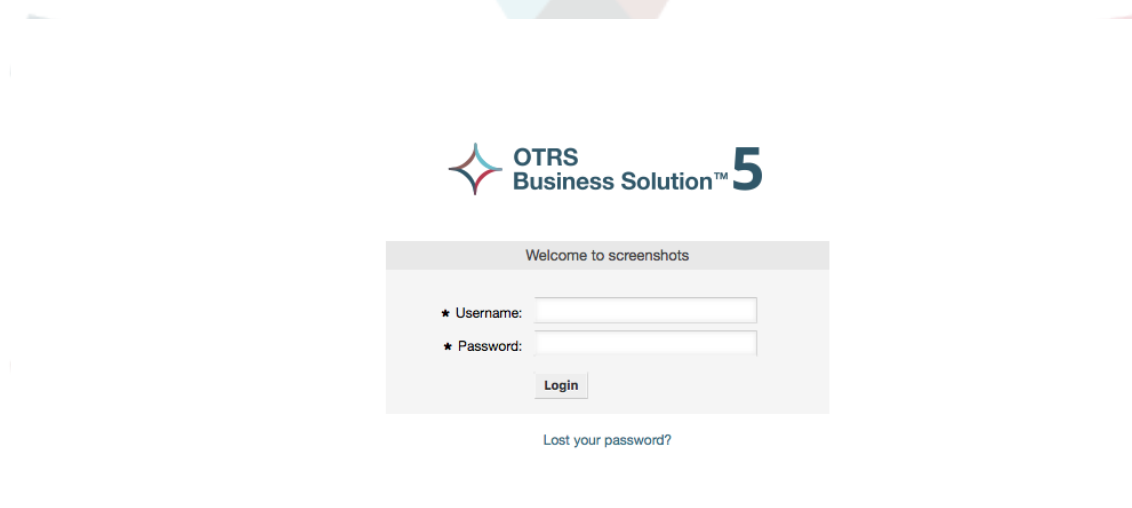 OTRS
Business Solution™ 5
Welcome to screenshots
★ Username:
★ Password:
Login
Lost your password?